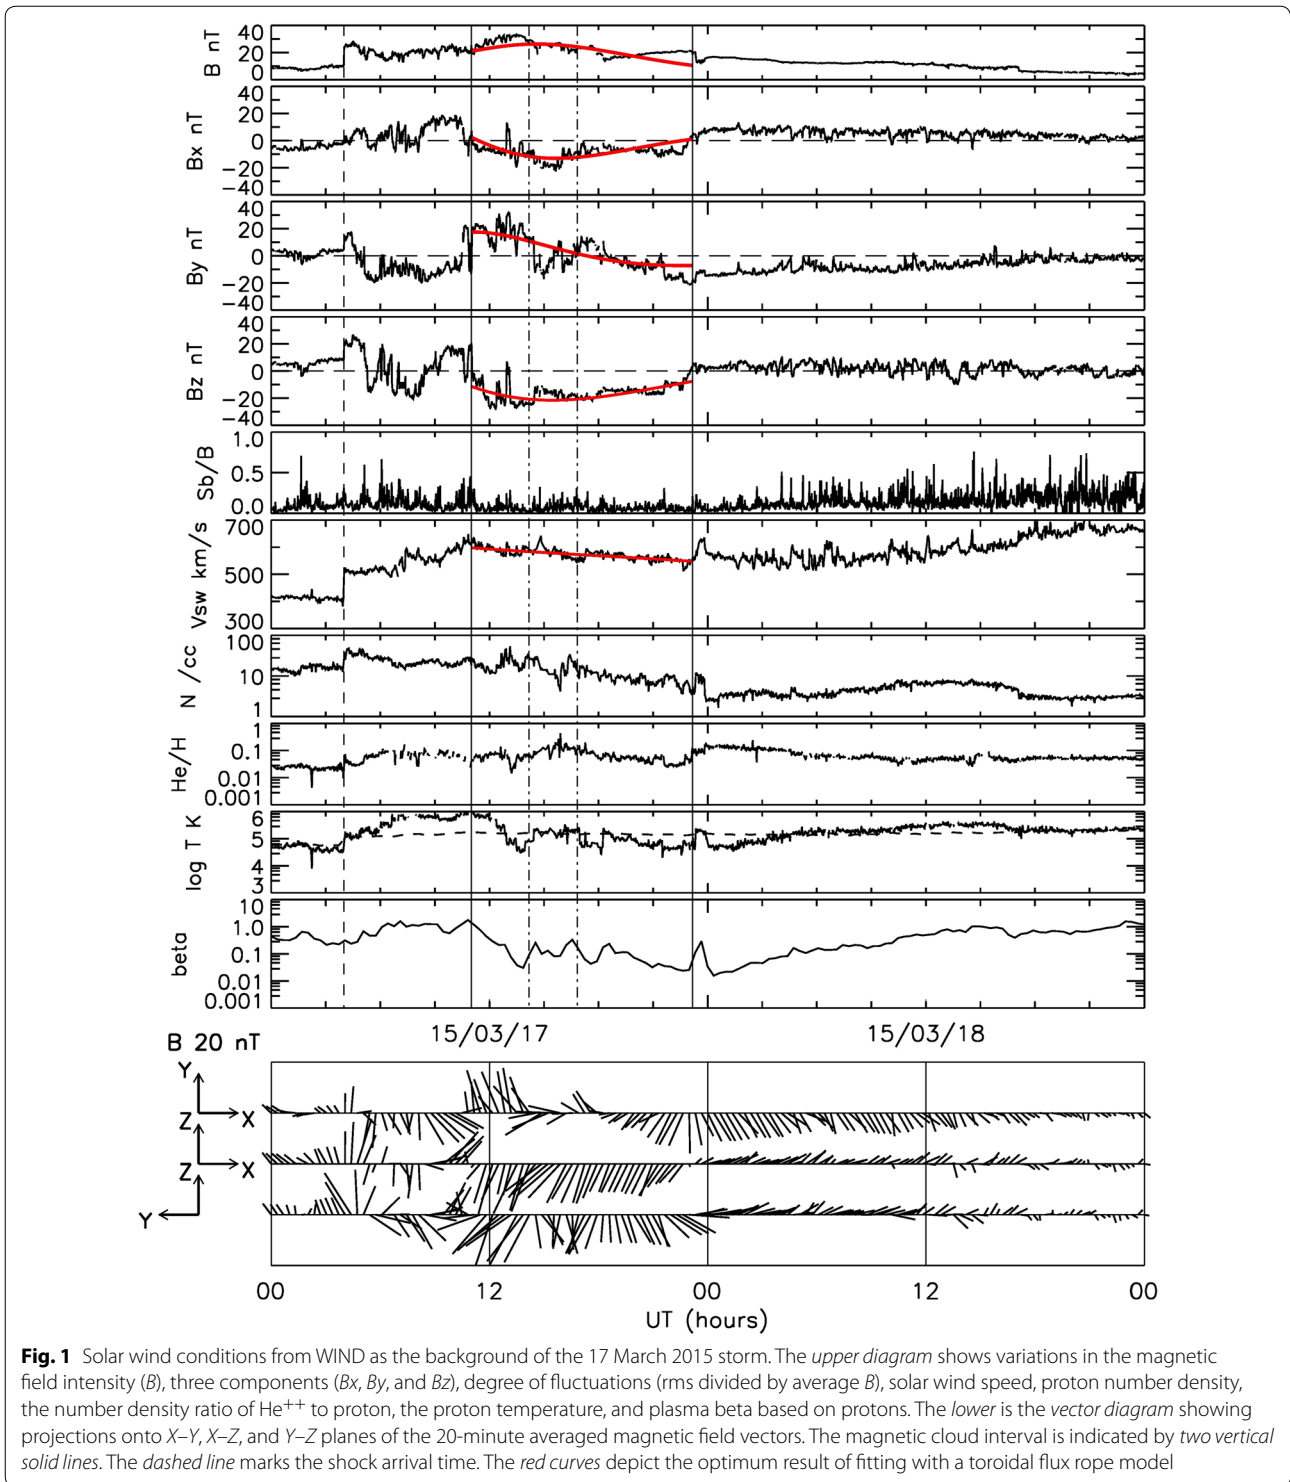 B nT
40
20
0
Bx nT
40
20
0
−20
−40
By nT
40
20
0
−20
−40
Bz nT
40
20
0
−20
−40
Sb/B
1.0
0.5
0.0
Vsw km/s
700
500
300
N /cc
100
10
1
He/H
1
0.1
0.01
0.001
log T K
6
5
4
3
beta
10
1.0
0.1
0.01
0.001
15/03/17 15/03/18
B 20 nT
Y
Z X
Z X
Y
00 12 00 12 00
UT (hours)
Fig. 1 Solar wind conditions from WIND as the background of the 17 March 2015 storm. The upper diagram shows variations in the magnetic
field intensity (B), three components (Bx, By, and Bz), degree of fluctuations (rms divided by average B), solar wind speed, proton number density,
the number density ratio of He++ to proton, the proton temperature, and plasma beta based on protons. The lower is the vector diagram showing
projections onto X–Y, X–Z, and Y–Z planes of the 20-minute averaged magnetic field vectors. The magnetic cloud interval is indicated by two vertical
solid lines. The dashed line marks the shock arrival time. The red curves depict the optimum result of fitting with a toroidal flux rope model